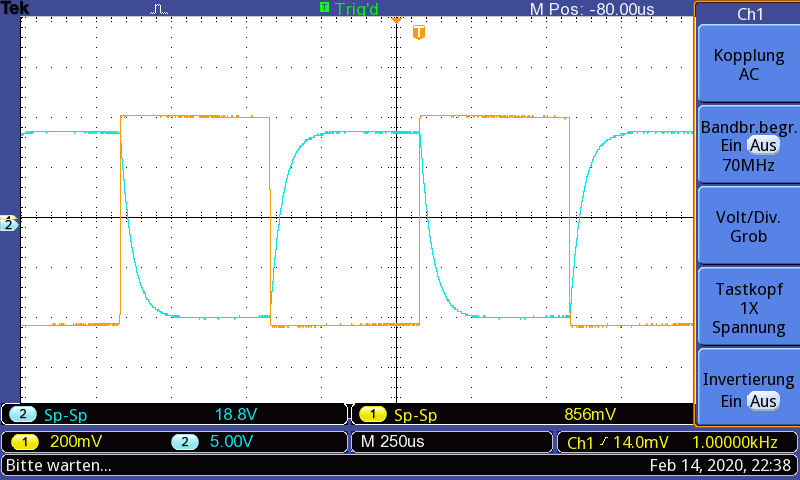 Tek T Trig'd M Pos: -80.00us Ch1
T
Kopplung
AC
Bandbr.begr.
Ein Aus
70MHz
2
Volt/Div.
Grob
Tastkopf
1X
Spannung
Invertierung
Ein Aus
2 Sp-Sp 18.8V 1 Sp-Sp 856mV
1 200mV 2 5.00V M 250us Ch1 14.0mV 1.00000kHz
Bitte warten... Feb 14, 2020, 22:38